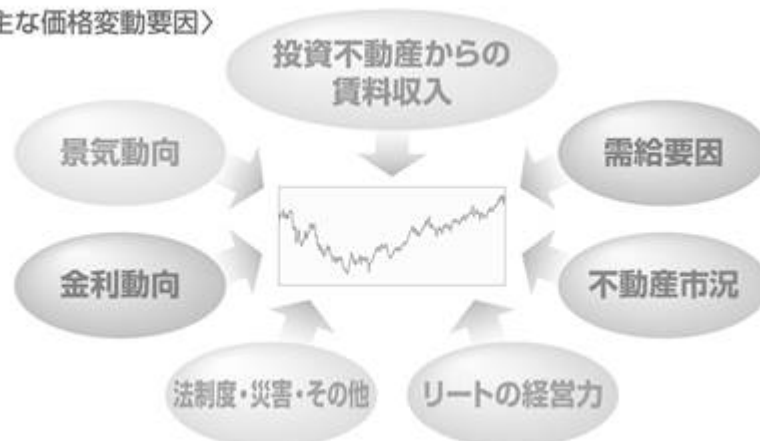 主な価格変動要因〉
投資不動産からの
賃料収入
景気動向
需給要因
金利動向
不動産市況
法制度・災害・その他
リートの経営力